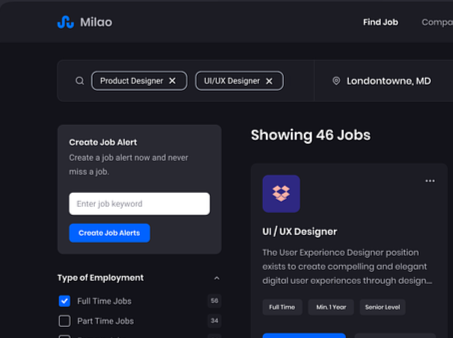 Milao
Find Job
Product Designer
UI/UX Designer
Londontowne, MD
Create Job Alert
Create a job alert now and never
miss a job.
Enter job keyword
Create Job Alerts
Type of Employment
Full Time Jobs 56
Part Time Jobs 34
Showing 46 Jobs
UI / UX Designer
The User Experience Designer position
exists to create compelling and elegant
digital user experiences through design...
Full Time
Min. 1 Year
Senior Level